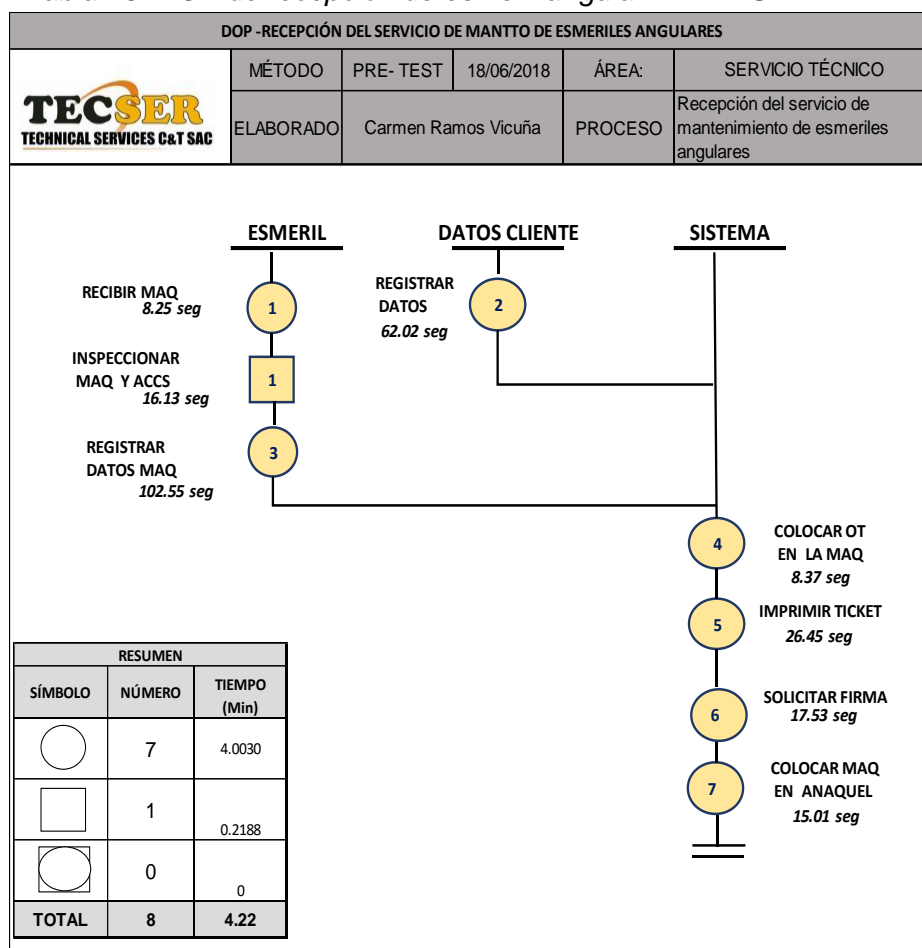 DOP -RECEPCIÓN DEL SERVICIO DE MANTTO DE ESMERILES ANGULARES
TECSER
TECHNICAL SERVICES C&T SAC
MÉTODO PRE- TEST 18/06/2018 ÁREA: SERVICIO TÉCNICO
ELABORADO Carmen Ramos Vicuña PROCESO
Recepción del servicio de
mantenimiento de esmeriles
angulares
ESMERIL DATOS CLIENTE SISTEMA
RECIBIR MAQ
8.25 seg
1
REGISTRAR
DATOS
62.02 seg
2
INSPECCIONAR
MAQ Y ACCS
16.13 seg
1
REGISTRAR
DATOS MAQ
102.55 seg
3
4
COLOCAR OT
EN LA MAQ
8.37 seg
5
IMPRIMIR TICKET
26.45 seg
6
SOLICITAR FIRMA
17.53 seg
7
COLOCAR MAQ
EN ANAQUEL
15.01 seg
RESUMEN
SÍMBOLO NÚMERO TIEMPO
(Min)
7 4.0030
1 0.2188
0 0
TOTAL 8 4.22